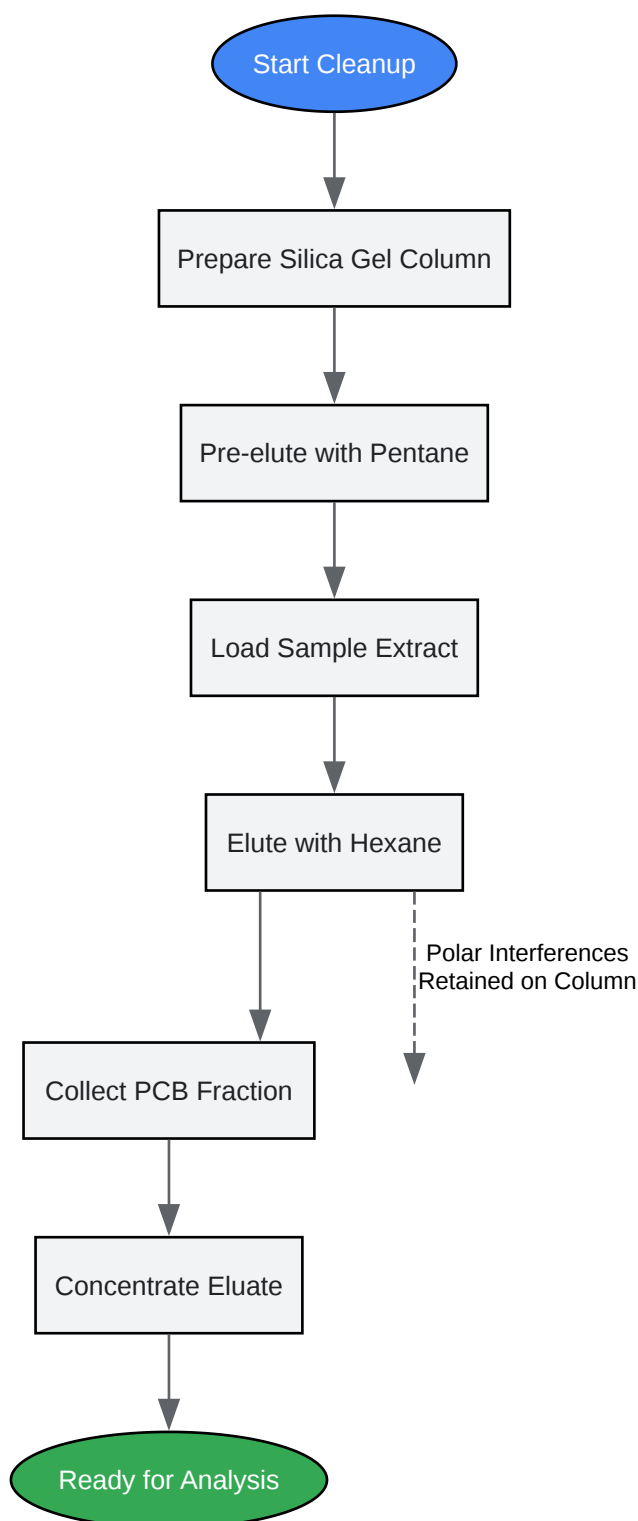 Start Cleanup
Prepare Silica Gel Column
Pre-elute with Pentane
Load Sample Extract
Elute with Hexane
Polar Interferences
Retained on Column
Collect PCB Fraction
Concentrate Eluate
Ready for Analysis